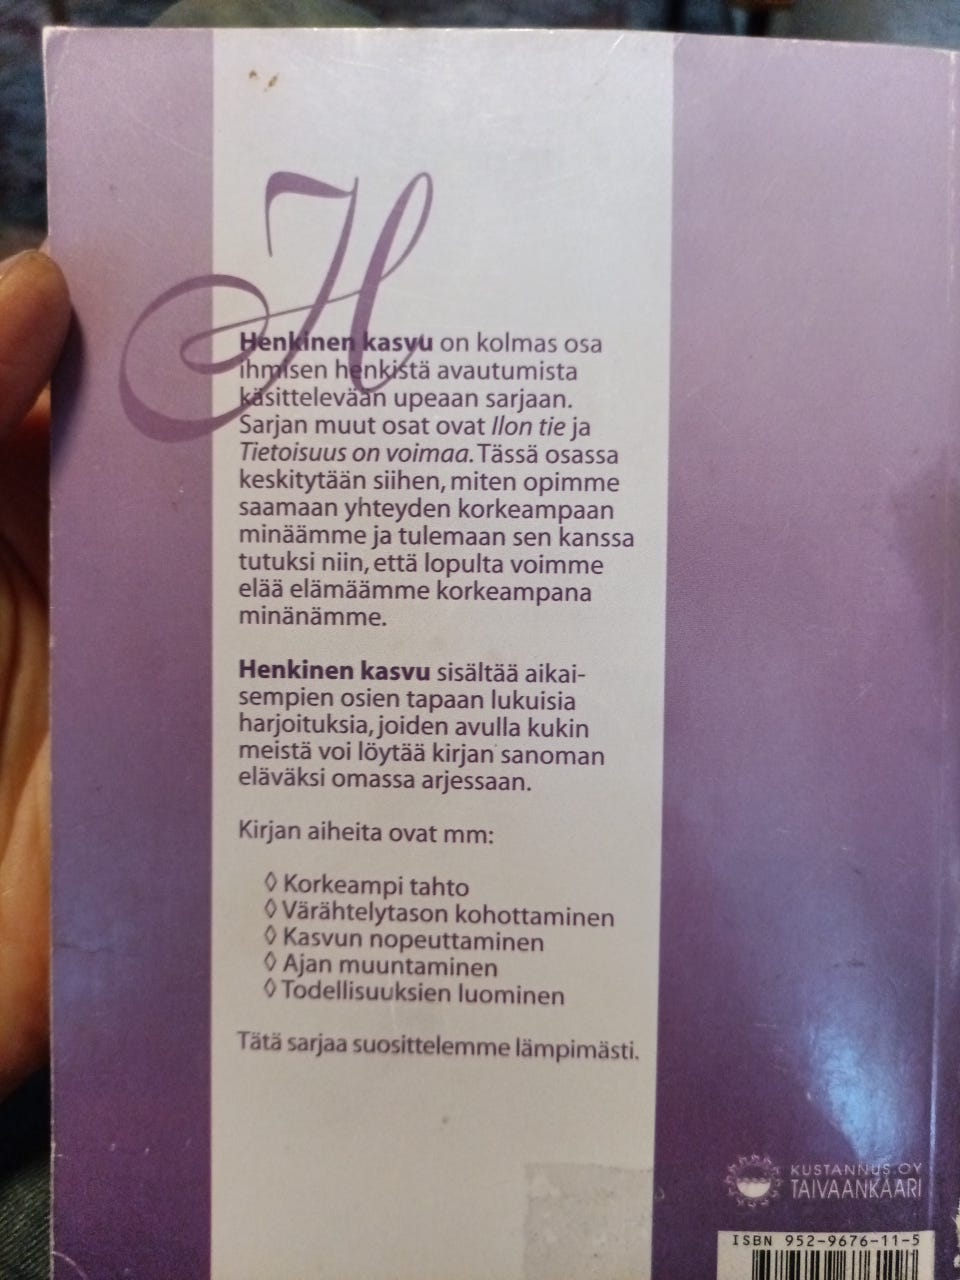 H
Henkinen kasvu on kolmas osa
ihmisen henkistä avautumista
käsittelevään upeaan sarjaan.
Sarjan muut osat ovat Ilon tie ja
Tietoisuus on voimaa. Tässä osassa
keskitytään siihen, miten opimme
saamaan yhteyden korkeampaan
minäämme ja tulemaan sen kanssa
tutuksi niin, että lopulta voimme
elää elämäämme korkeampana
minänämme.
Henkinen kasvu sisältää aikai-
sempien osien tapaan lukuisia
harjoituksia, joiden avulla kukin
meistä voi löytää kirjan sanoman
eläväksi omassa arjessaan.
Kirjan aiheita ovat mm:
◊ Korkeampi tahto
◊ Värähtelytason kohottaminen
◊ Kasvun nopeuttaminen
◊ Ajan muuntaminen
◊ Todellisuuksien luominen
Tätä sarjaa suosittelemme lämpimästi.
KUSTANNUS OY
TAIVAANKAARI
ISBN 952-9676-11-5